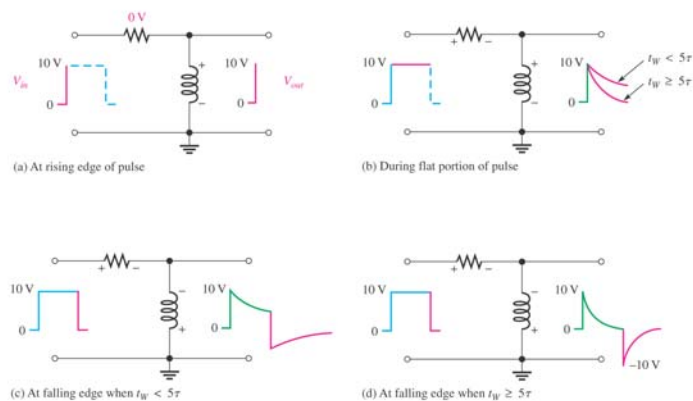 0 V
10 V
V_in
0
+
−
10 V
V_out
0
(a) At rising edge of pulse
+ −
10 V
0
+
−
10 V
0
t_W < 5τ
t_W ≥ 5τ
(b) During flat portion of pulse
+ −
10 V
0
−
+
10 V
0
(c) At falling edge when t_W < 5τ
+ −
10 V
0
−
+
10 V
0
−10 V
(d) At falling edge when t_W ≥ 5τ